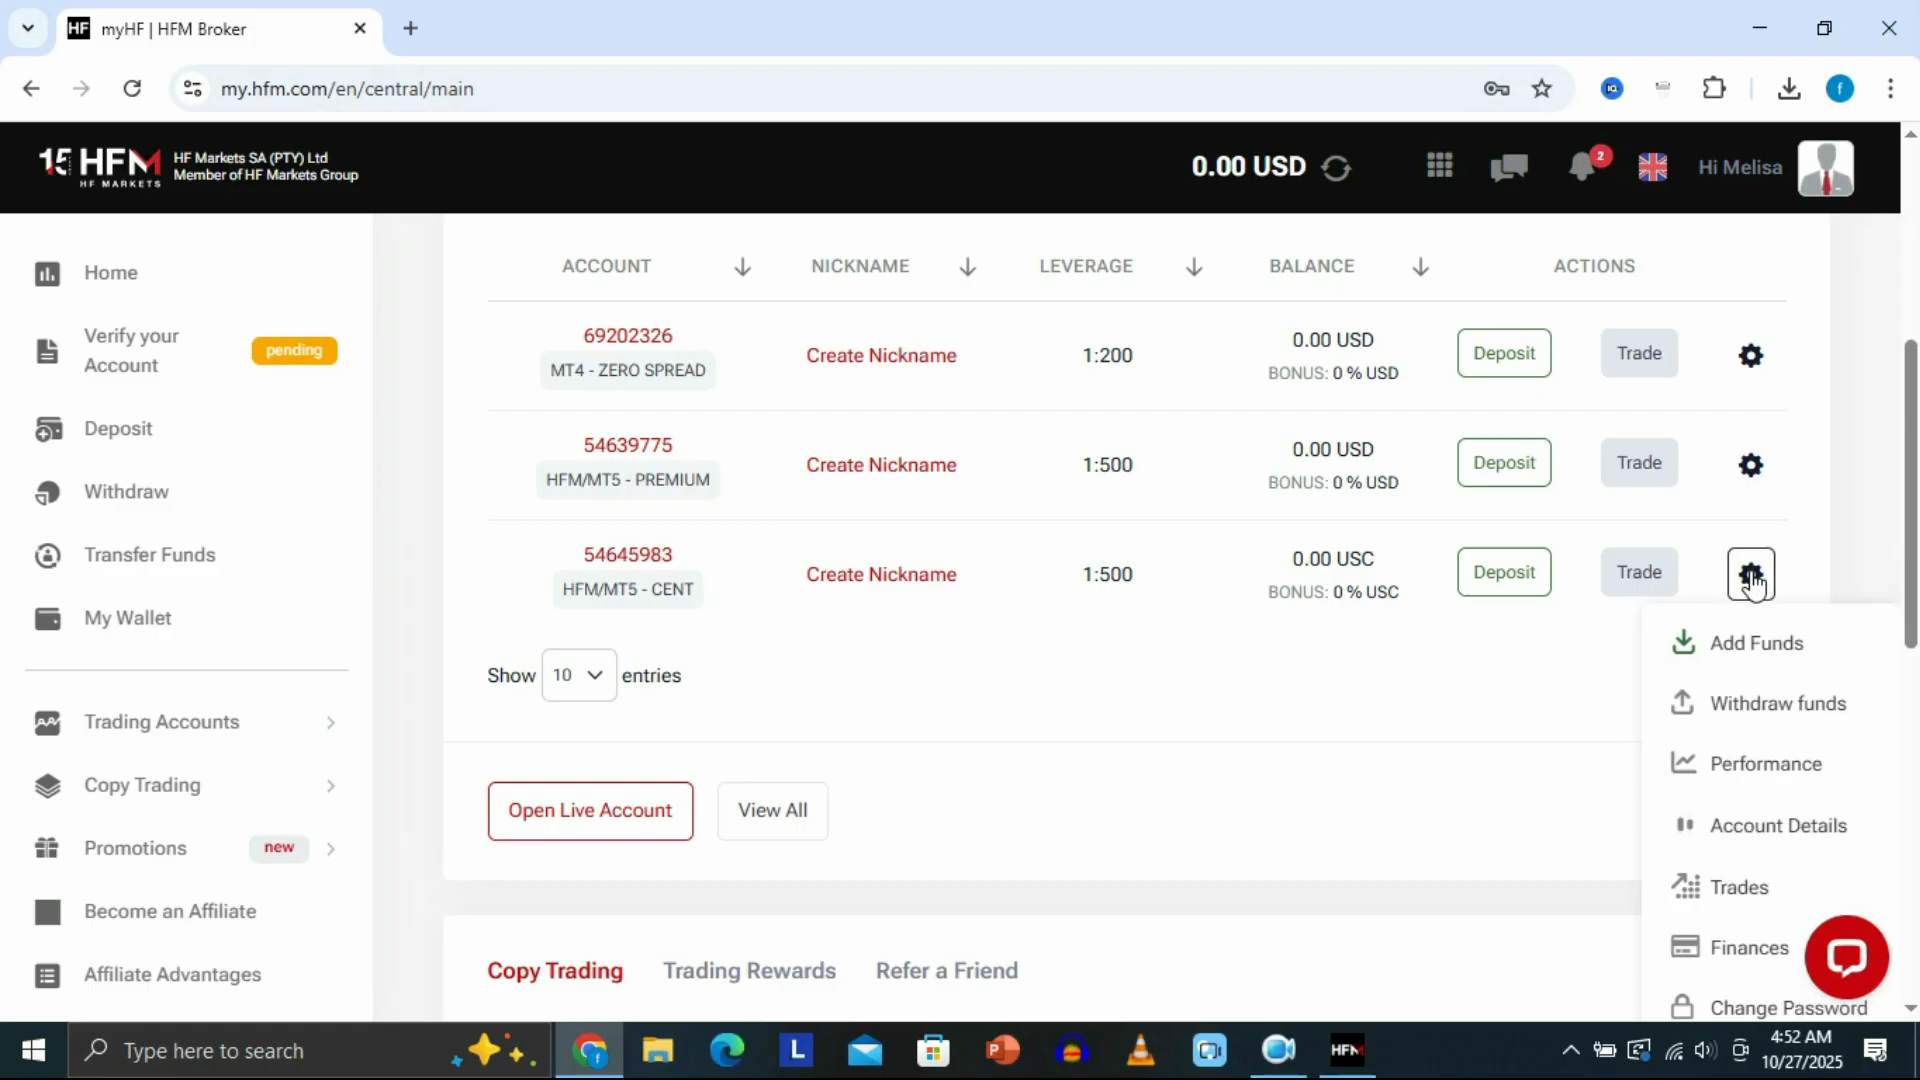 HF myHF | HFM Broker
my.hfm.com/en/central/main
f
15 HFM
HF MARKETS
HF Markets SA (PTY) Ltd
Member of HF Markets Group
0.00 USD
2
Hi Melisa
Home
Verify your
Account
pending
Deposit
Withdraw
Transfer Funds
My Wallet
Trading Accounts
Copy Trading
Promotions new
Become an Affiliate
Affiliate Advantages
ACCOUNT NICKNAME LEVERAGE BALANCE ACTIONS
69202326
MT4 - ZERO SPREAD
Create Nickname
1:200
0.00 USD
BONUS: 0 % USD
Deposit
Trade
54639775
HFM/MT5 - PREMIUM
Create Nickname
1:500
0.00 USD
BONUS: 0 % USD
Deposit
Trade
54645983
HFM/MT5 - CENT
Create Nickname
1:500
0.00 USC
BONUS: 0 % USC
Deposit
Trade
Add Funds
Withdraw funds
Performance
Account Details
Trades
Finances
Change Password
Show 10 entries
Open Live Account
View All
Copy Trading Trading Rewards Refer a Friend
Type here to search
f
L
P
HFM
4:52 AM
10/27/2025